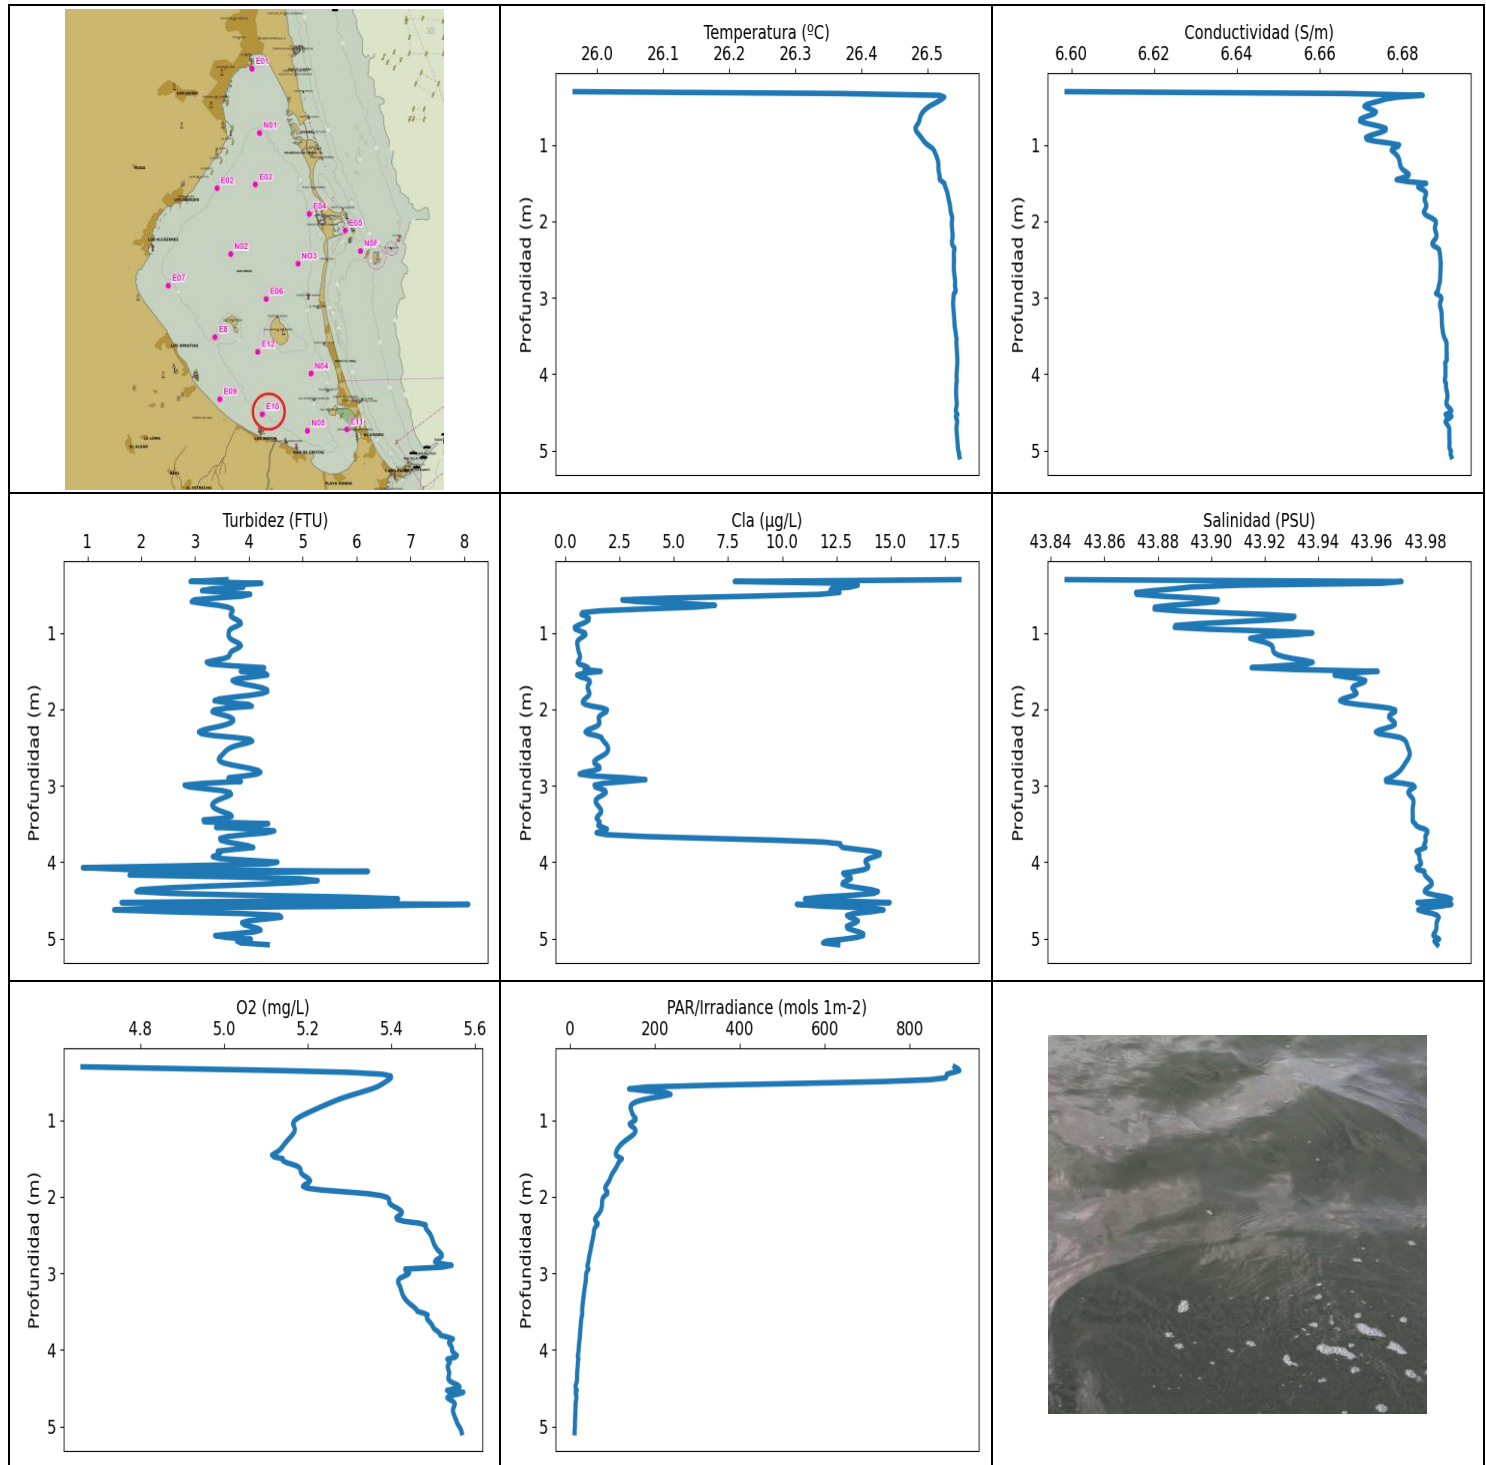 E01
N01
E02
E03
E04
E05
N5F
N02
NO3
E07
E06
E8
E12
N04
E09
E10
N05
E11
Temperatura (ºC)
26.0 26.1 26.2 26.3 26.4 26.5
Profundidad (m)
1
2
3
4
5
Conductividad (S/m)
6.60 6.62 6.64 6.66 6.68
Profundidad (m)
1
2
3
4
5
Turbidez (FTU)
1 2 3 4 5 6 7 8
Profundidad (m)
1
2
3
4
5
Cla (µg/L)
0.0 2.5 5.0 7.5 10.0 12.5 15.0 17.5
Profundidad (m)
1
2
3
4
5
Salinidad (PSU)
43.84 43.86 43.88 43.90 43.92 43.94 43.96 43.98
Profundidad (m)
1
2
3
4
5
O2 (mg/L)
4.8 5.0 5.2 5.4 5.6
Profundidad (m)
1
2
3
4
5
PAR/Irradiance (mols 1m-2)
0 200 400 600 800
Profundidad (m)
1
2
3
4
5